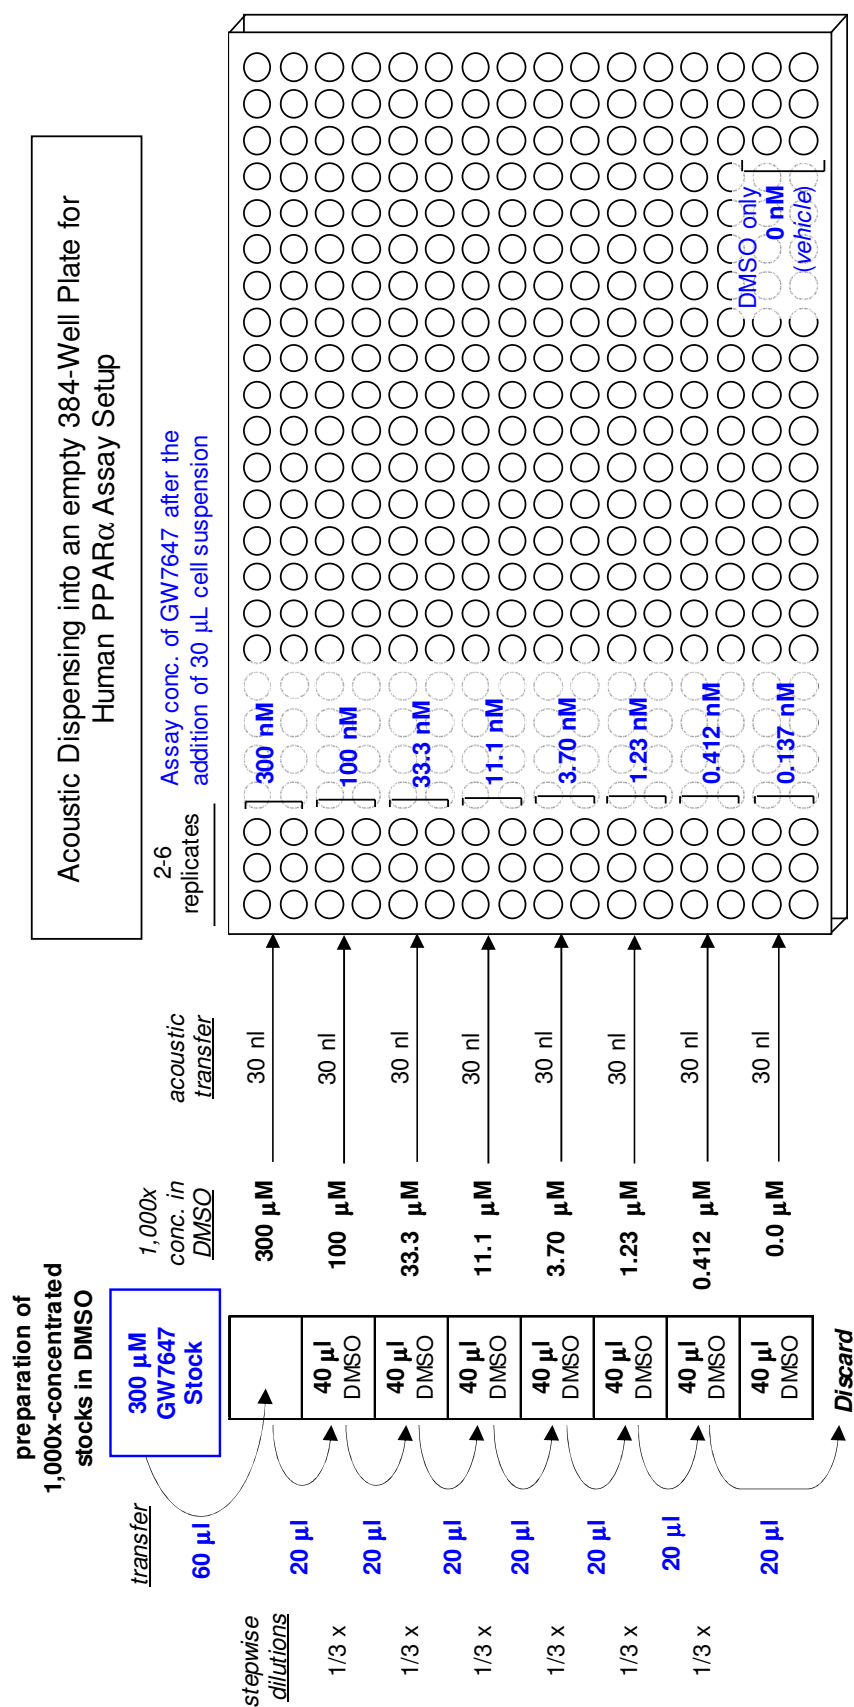 Acoustic Dispensing into an empty 384-Well Plate for
Human PPARα Assay Setup
preparation of
1,000x-concentrated
stocks in DMSO
stepwise
dilutions
transfer
300 µM
GW7647
Stock
1,000x
conc. in
DMSO
acoustic
transfer
2-6
replicates
Assay conc. of GW7647 after the
addition of 30 µL cell suspension
60 µl
300 µM
30 nl
300 nM
20 µl
1/3 x
40 µl
DMSO
100 µM
30 nl
100 nM
20 µl
1/3 x
40 µl
DMSO
33.3 µM
30 nl
33.3 nM
20 µl
1/3 x
40 µl
DMSO
11.1 µM
30 nl
11.1 nM
20 µl
1/3 x
40 µl
DMSO
3.70 µM
30 nl
3.70 nM
20 µl
1/3 x
40 µl
DMSO
1.23 µM
30 nl
1.23 nM
20 µl
1/3 x
40 µl
DMSO
0.412 µM
30 nl
0.412 nM
20 µl
40 µl
DMSO
0.0 µM
30 nl
0.137 nM
DMSO only
0 nM
(vehicle)
Discard